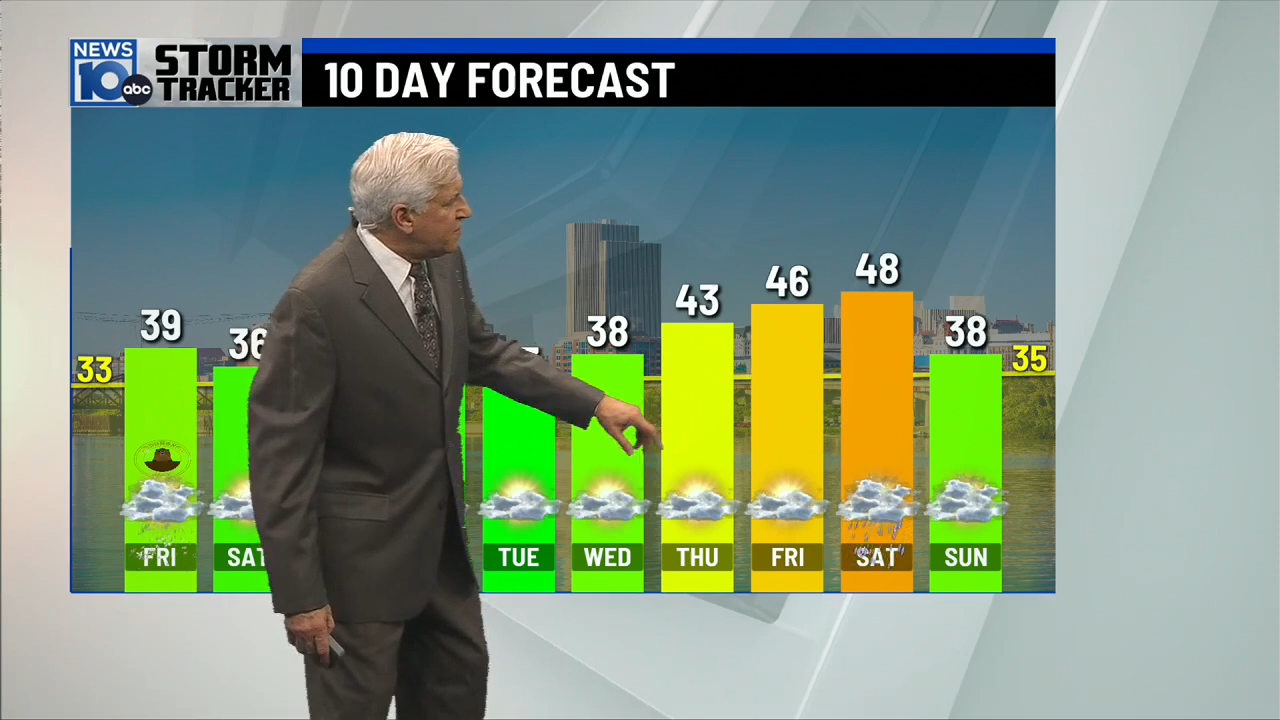 NEWS
10
abc
STORM
TRACKER
10 DAY FORECAST
33
39
36
38
43
46
48
38
35
FRI
SAT
TUE
WED
THU
FRI
SAT
SUN